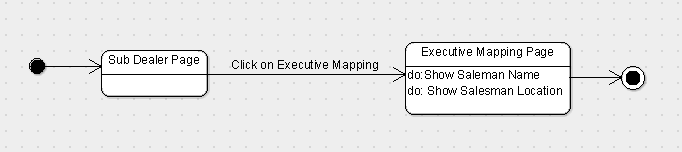 Sub Dealer Page
Click on Executive Mapping
Executive Mapping Page
do:Show Saleman Name
do: Show Salesman Location